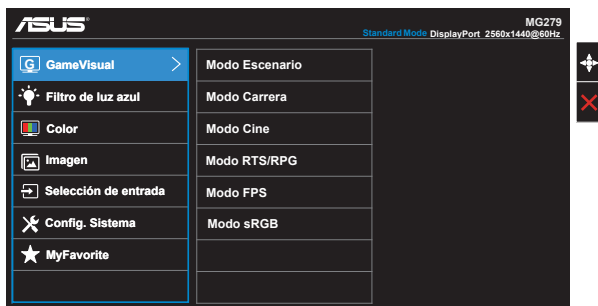 ASUS
MG279
Standard Mode DisplayPort 2560x1440@60Hz
G GameVisual
Filtro de luz azul
Color
Imagen
Selección de entrada
Config. Sistema
MyFavorite
Modo Escenario
Modo Carrera
Modo Cine
Modo RTS/RPG
Modo FPS
Modo sRGB